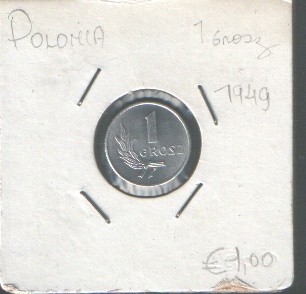 POLONIA
1 GROSZ
1949
1
GROSZ
€ 1,00